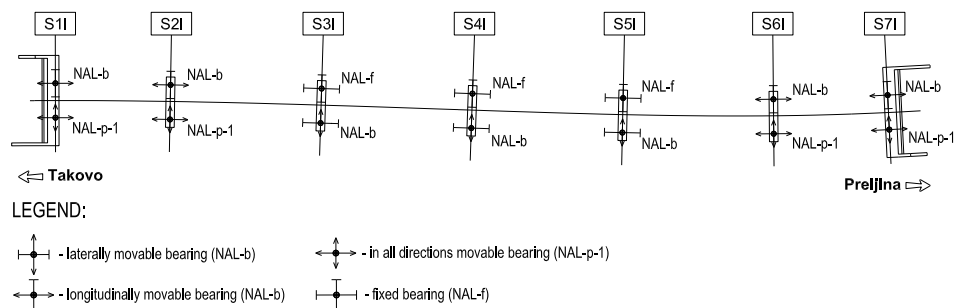 S1I S2I S3I S4I S5I S6I S7I
NAL-b NAL-b NAL-f NAL-f NAL-f NAL-b NAL-b
NAL-p-1 NAL-p-1 NAL-b NAL-b NAL-b NAL-p-1 NAL-p-1
Takovo Preljina
LEGEND:
- laterally movable bearing (NAL-b) - in all directions movable bearing (NAL-p-1)
- longitudinally movable bearing (NAL-b) - fixed bearing (NAL-f)